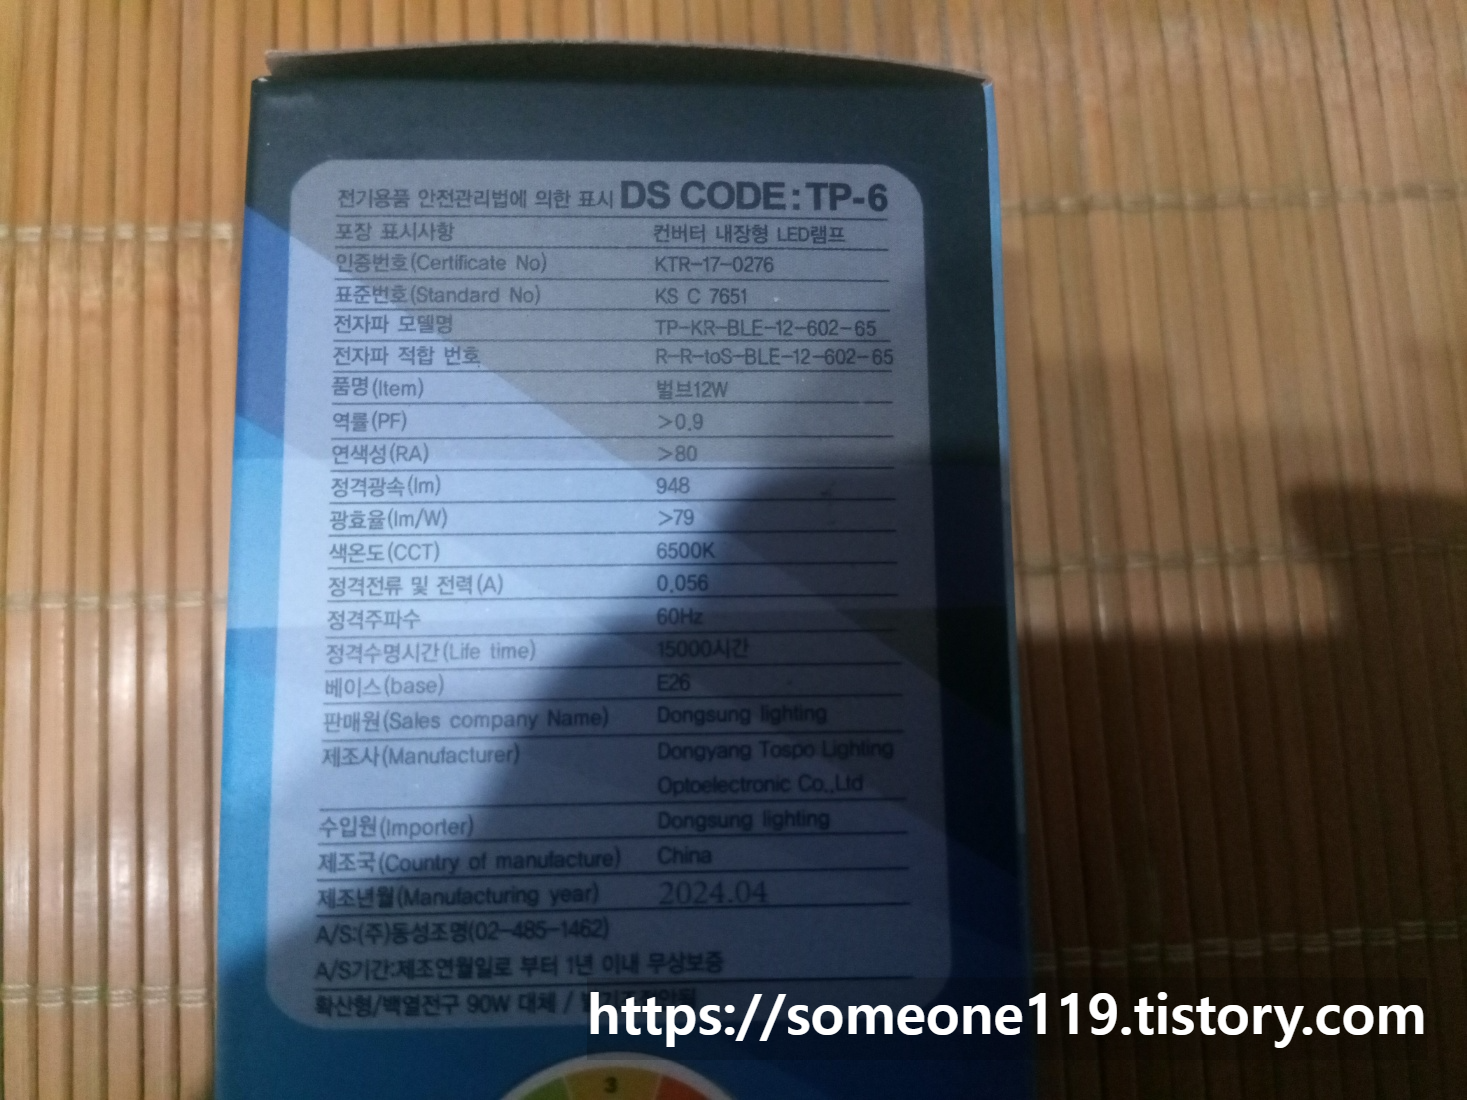 전기용품 안전관리법에 의한 표시 DS CODE:TP-6
포장 표시사항 컨버터 내장형 LED램프
인증번호(Certificate No) KTR-17-0276
표준번호(Standard No) KS C 7651
전자파 모델명 TP-KR-BLE-12-602-65
전자파 적합 번호 R-R-toS-BLE-12-602-65
품명(Item) 벌브12W
역률(PF) >0.9
연색성(RA) >80
정격광속(lm) 948
광효율(lm/W) >79
색온도(CCT) 6500K
정격전류 및 전력(A) 0.056
정격주파수 60Hz
정격수명시간(Life time) 15000시간
베이스(base) E26
판매원(Sales company Name) Dongsung lighting
제조사(Manufacturer) Dongyang Tospo Lighting
Optoelectronic Co.,Ltd
수입원(Importer) Dongsung lighting
제조국(Country of manufacture) China
제조년월(Manufacturing year) 2024.04
A/S:(주)동성조명(02-485-1462)
A/S기간:제조연월일로 부터 1년 이내 무상보증
확산형/백열전구 90W 대체 /
https://someone119.tistory.com
3